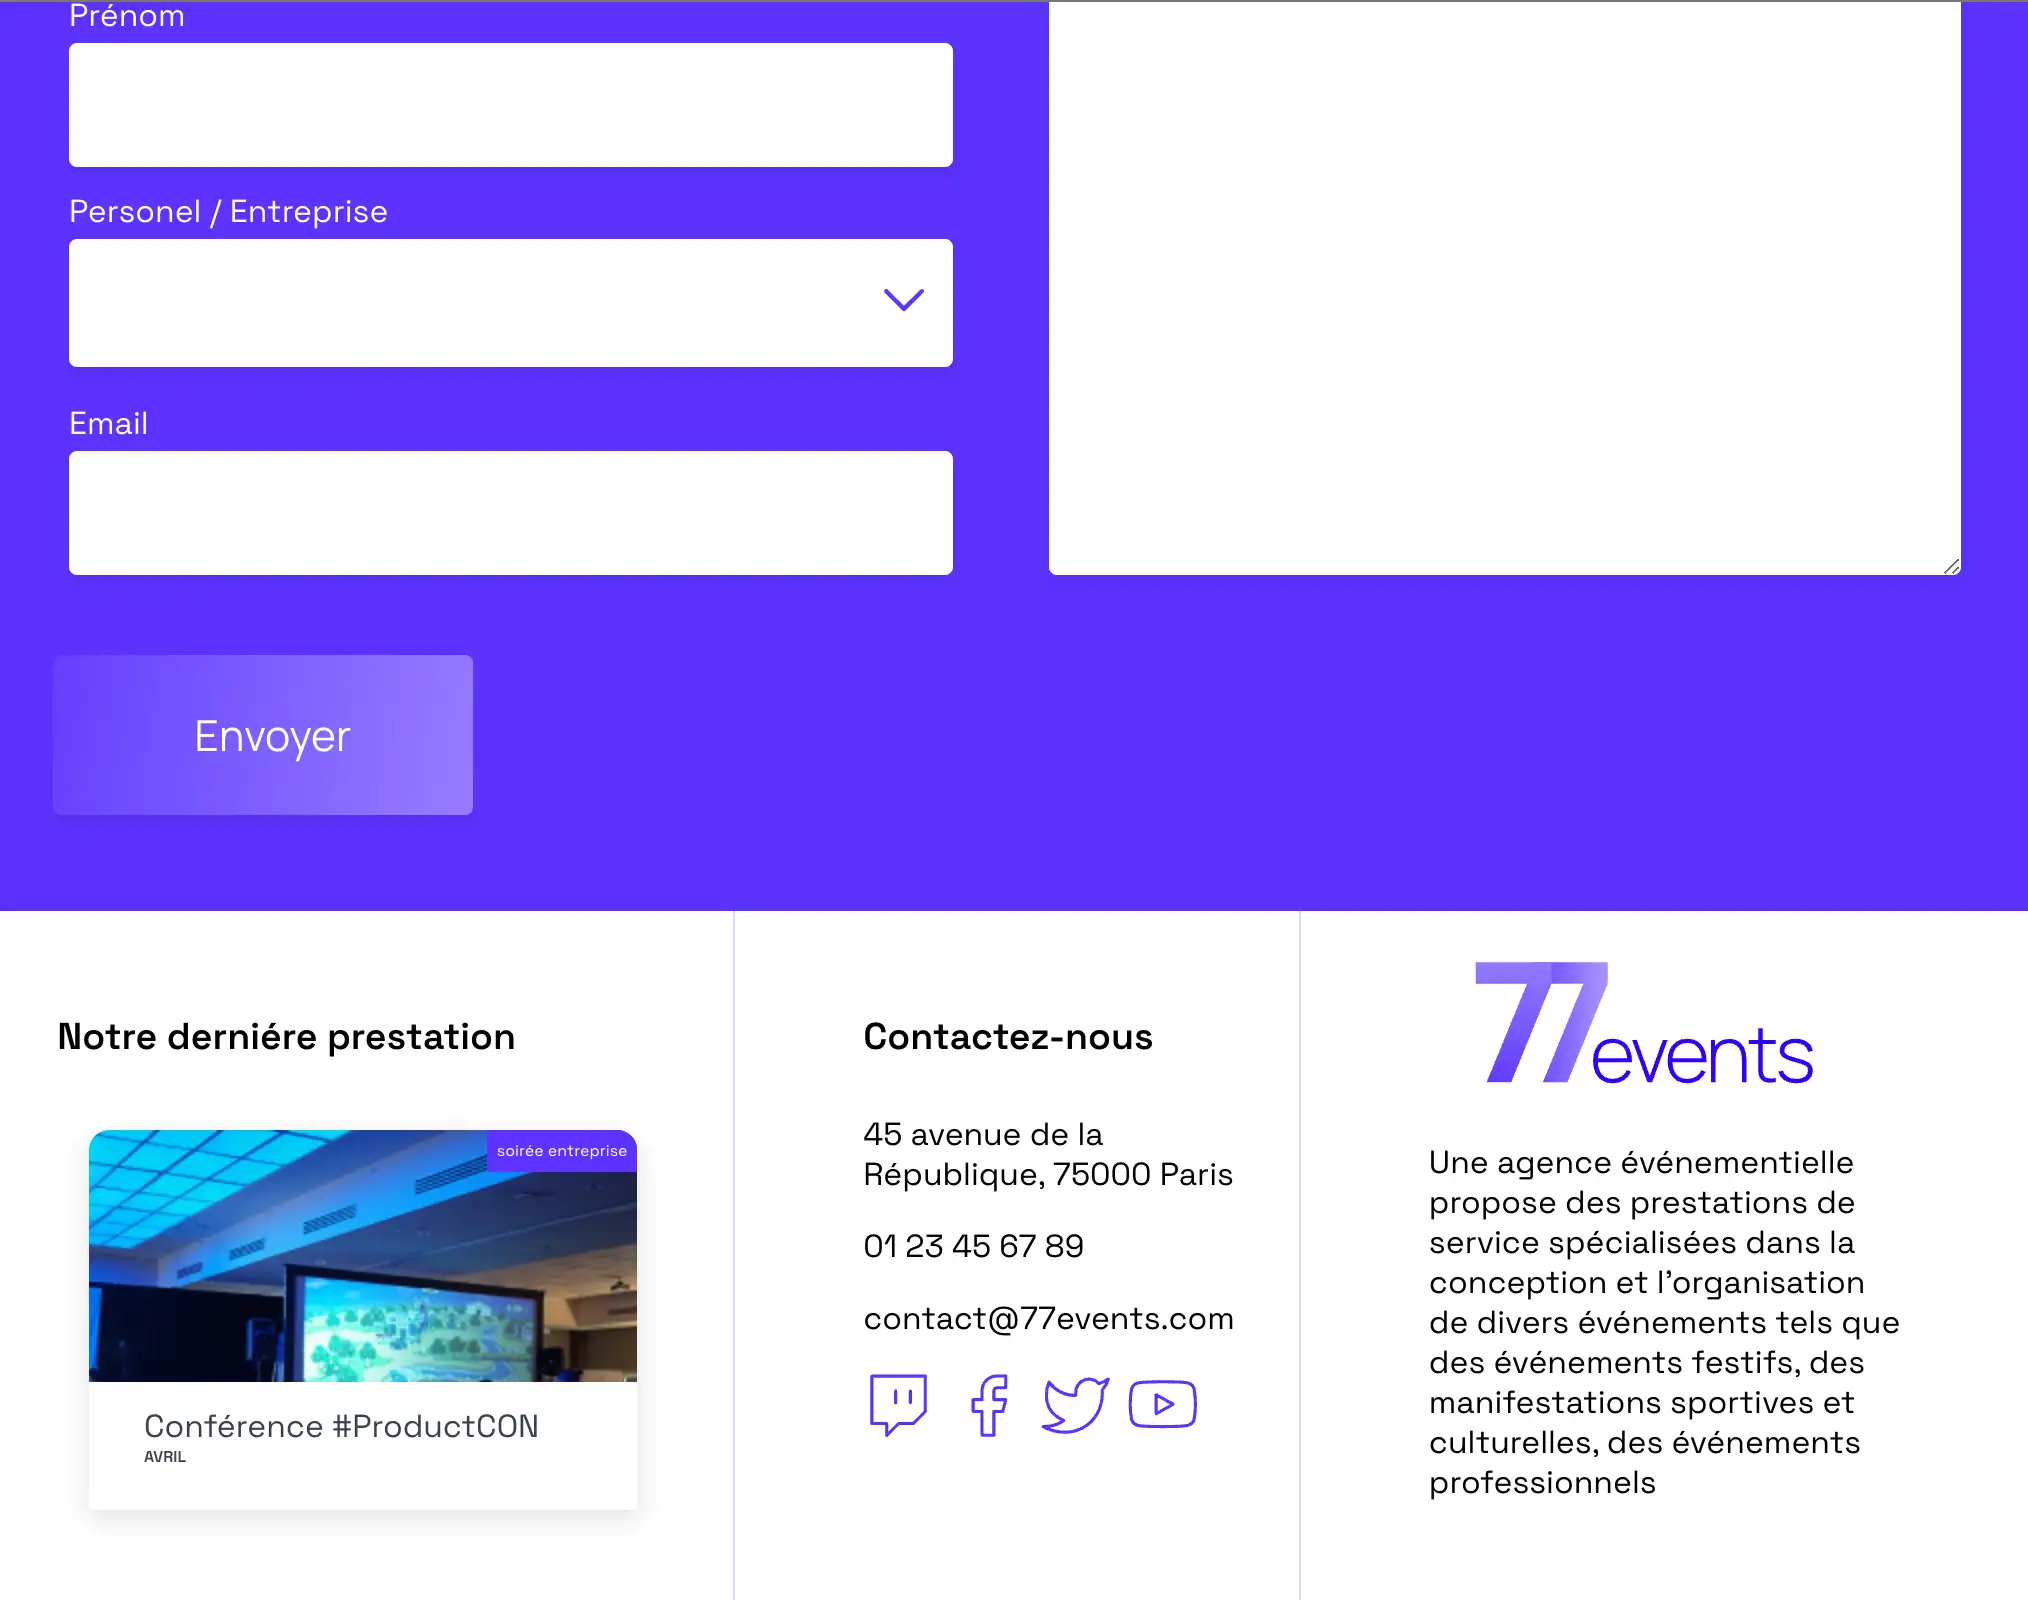 Prénom
Personel / Entreprise
Email
Envoyer
Notre derniére prestation
soirée entreprise
Conférence #ProductCON
AVRIL
Contactez-nous
45 avenue de la
République, 75000 Paris
01 23 45 67 89
contact@77events.com
77events
Une agence événementielle
propose des prestations de
service spécialisées dans la
conception et l'organisation
de divers événements tels que
des événements festifs, des
manifestations sportives et
culturelles, des événements
professionnels